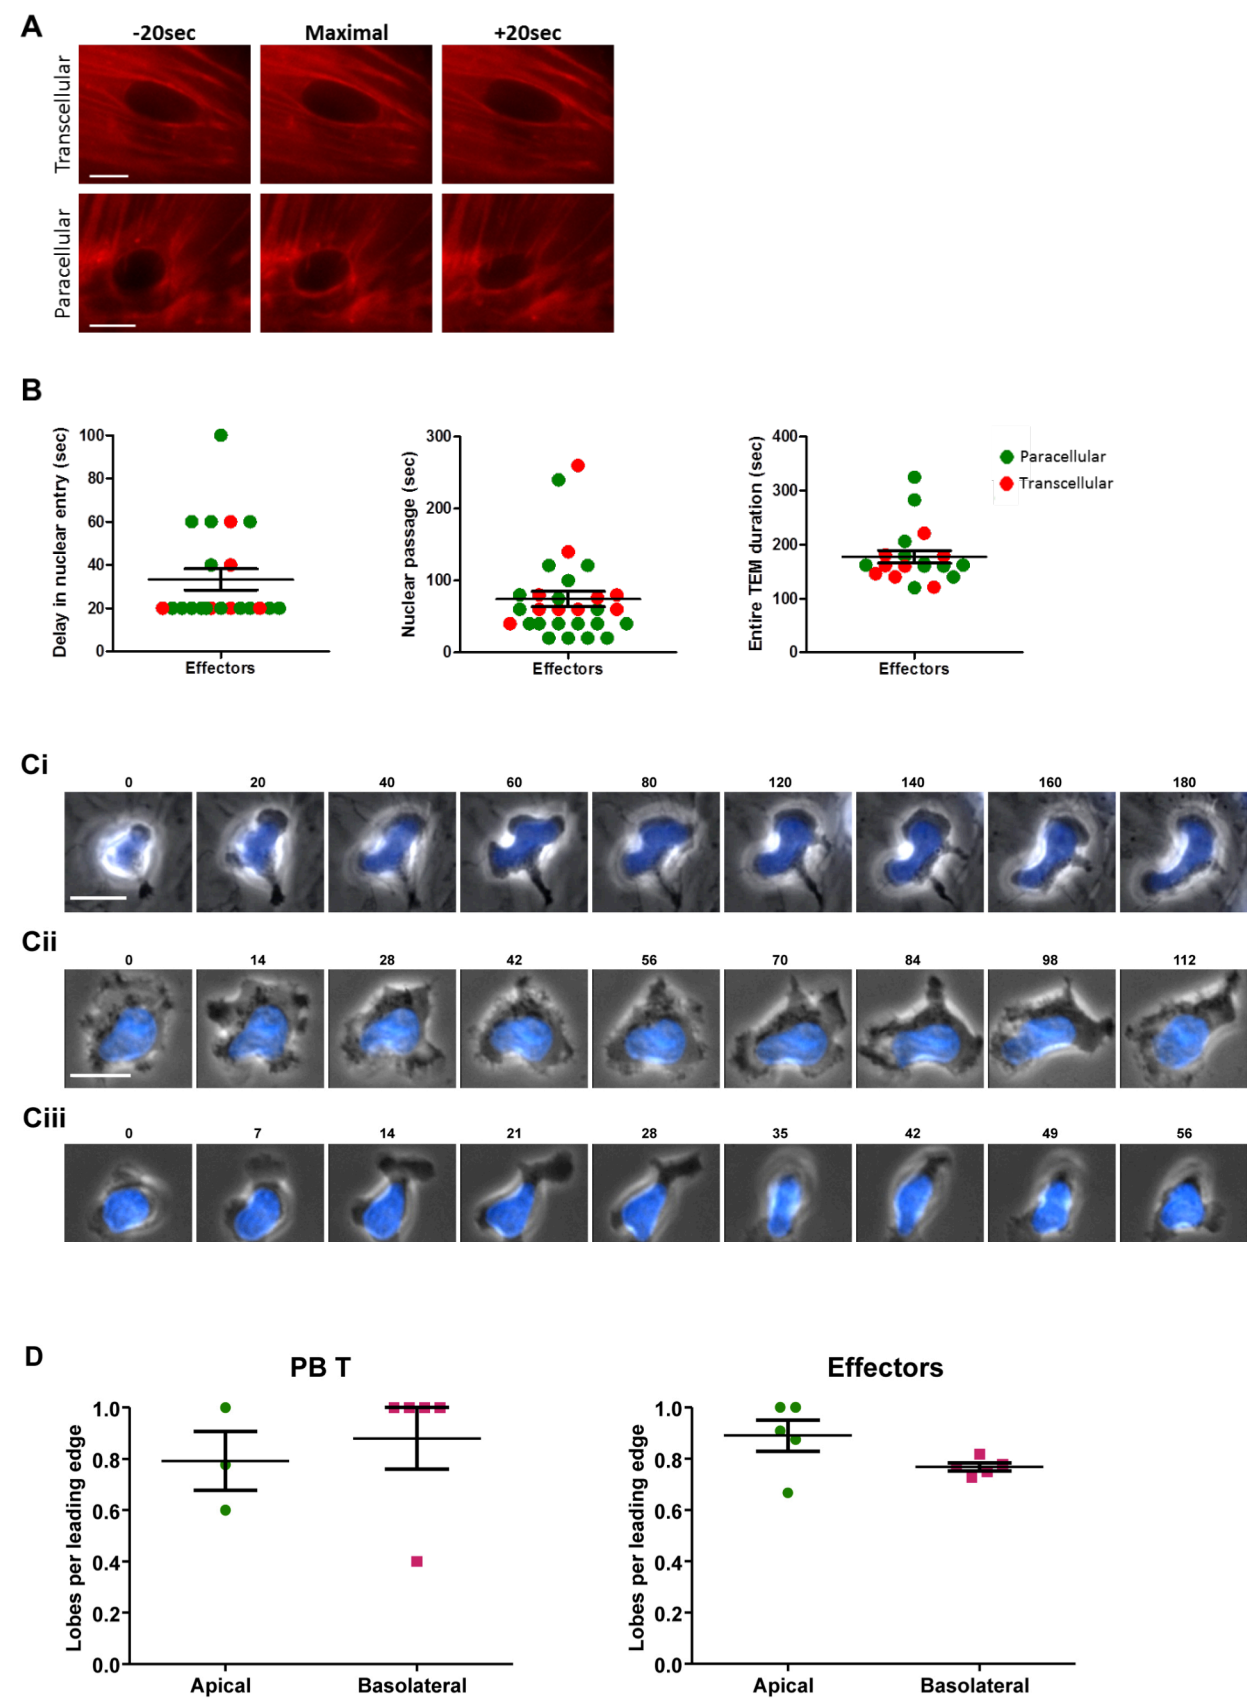 A
-20sec Maximal +20sec
Transcellular
Paracellular
B
Delay in nuclear entry (sec)
100
80
60
40
20
0
Effectors
Nuclear passage (sec)
300
200
100
0
Effectors
Entire TEM duration (sec)
400
300
200
100
0
Effectors
Paracellular
Transcellular
Ci
0 20 40 60 80 120 140 160 180
Cii
0 14 28 42 56 70 84 98 112
Ciii
0 7 14 21 28 35 42 49 56
D
PB T
Lobes per leading edge
1.0
0.8
0.6
0.4
0.2
0.0
Apical Basolateral
Effectors
Lobes per leading edge
1.0
0.8
0.6
0.4
0.2
0.0
Apical Basolateral